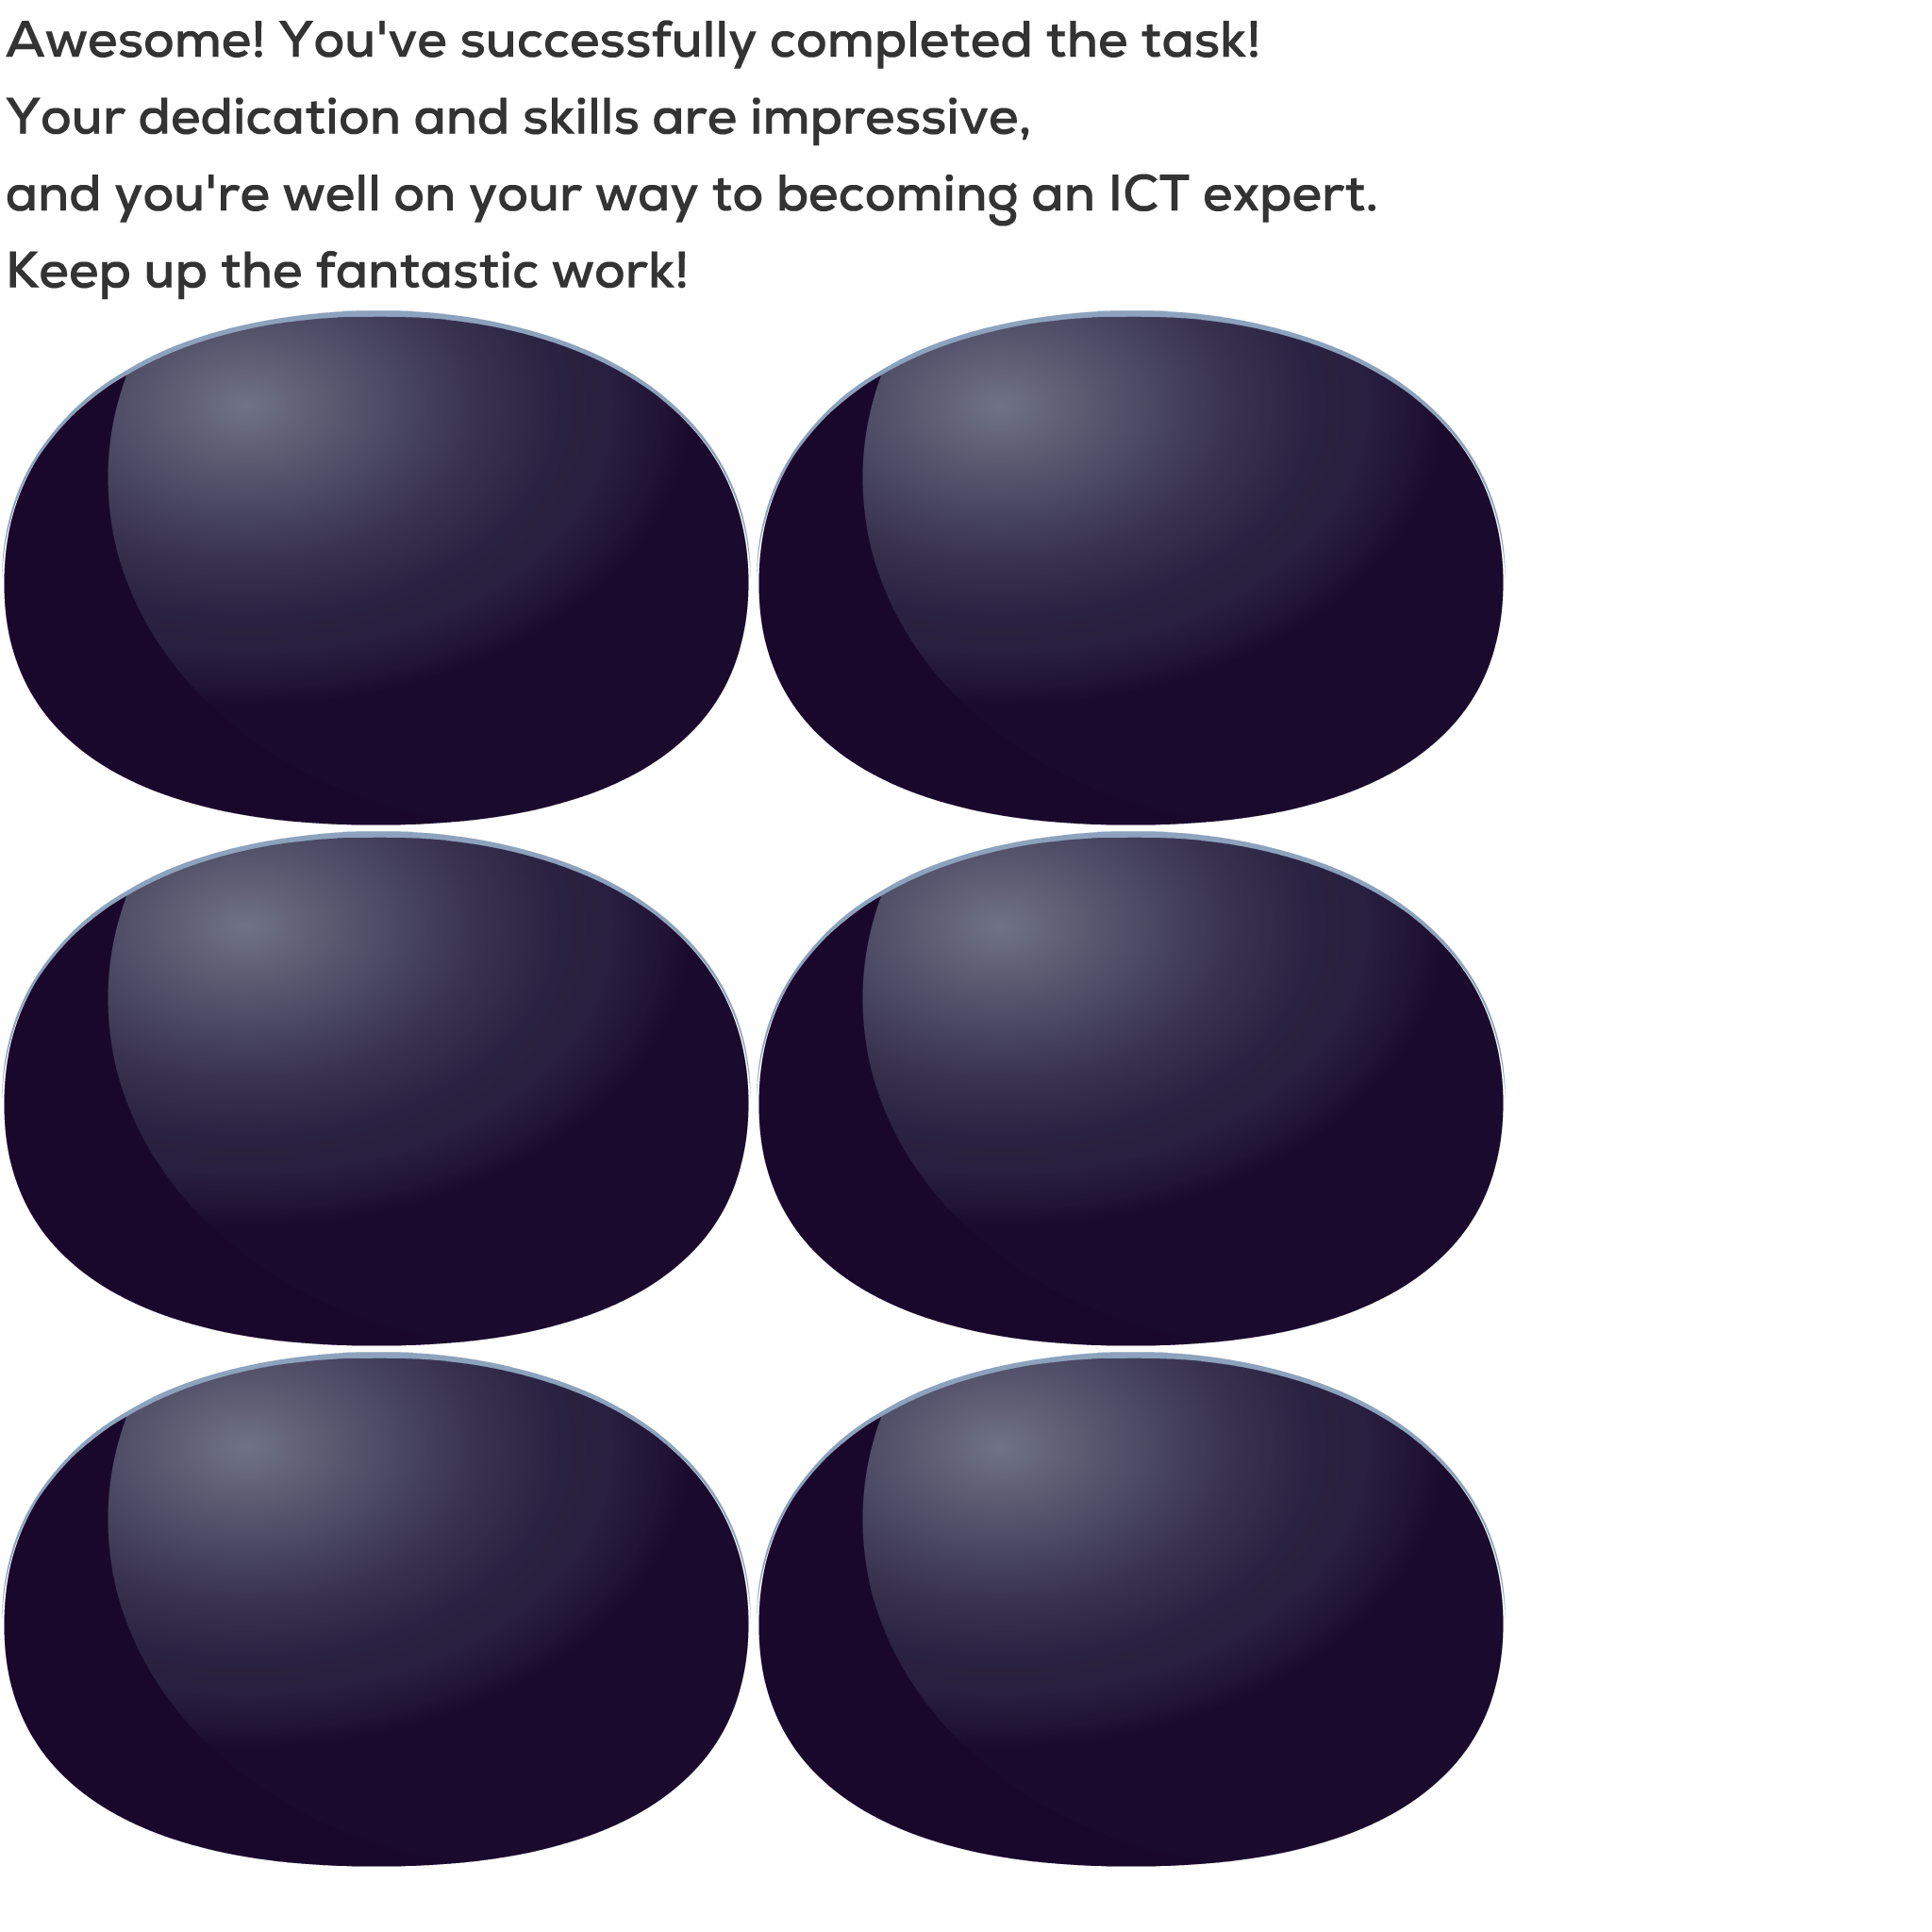 Awesome! You've successfully completed the task!
Your dedication and skills are impressive,
and you're well on your way to becoming an ICT expert.
Keep up the fantastic work!